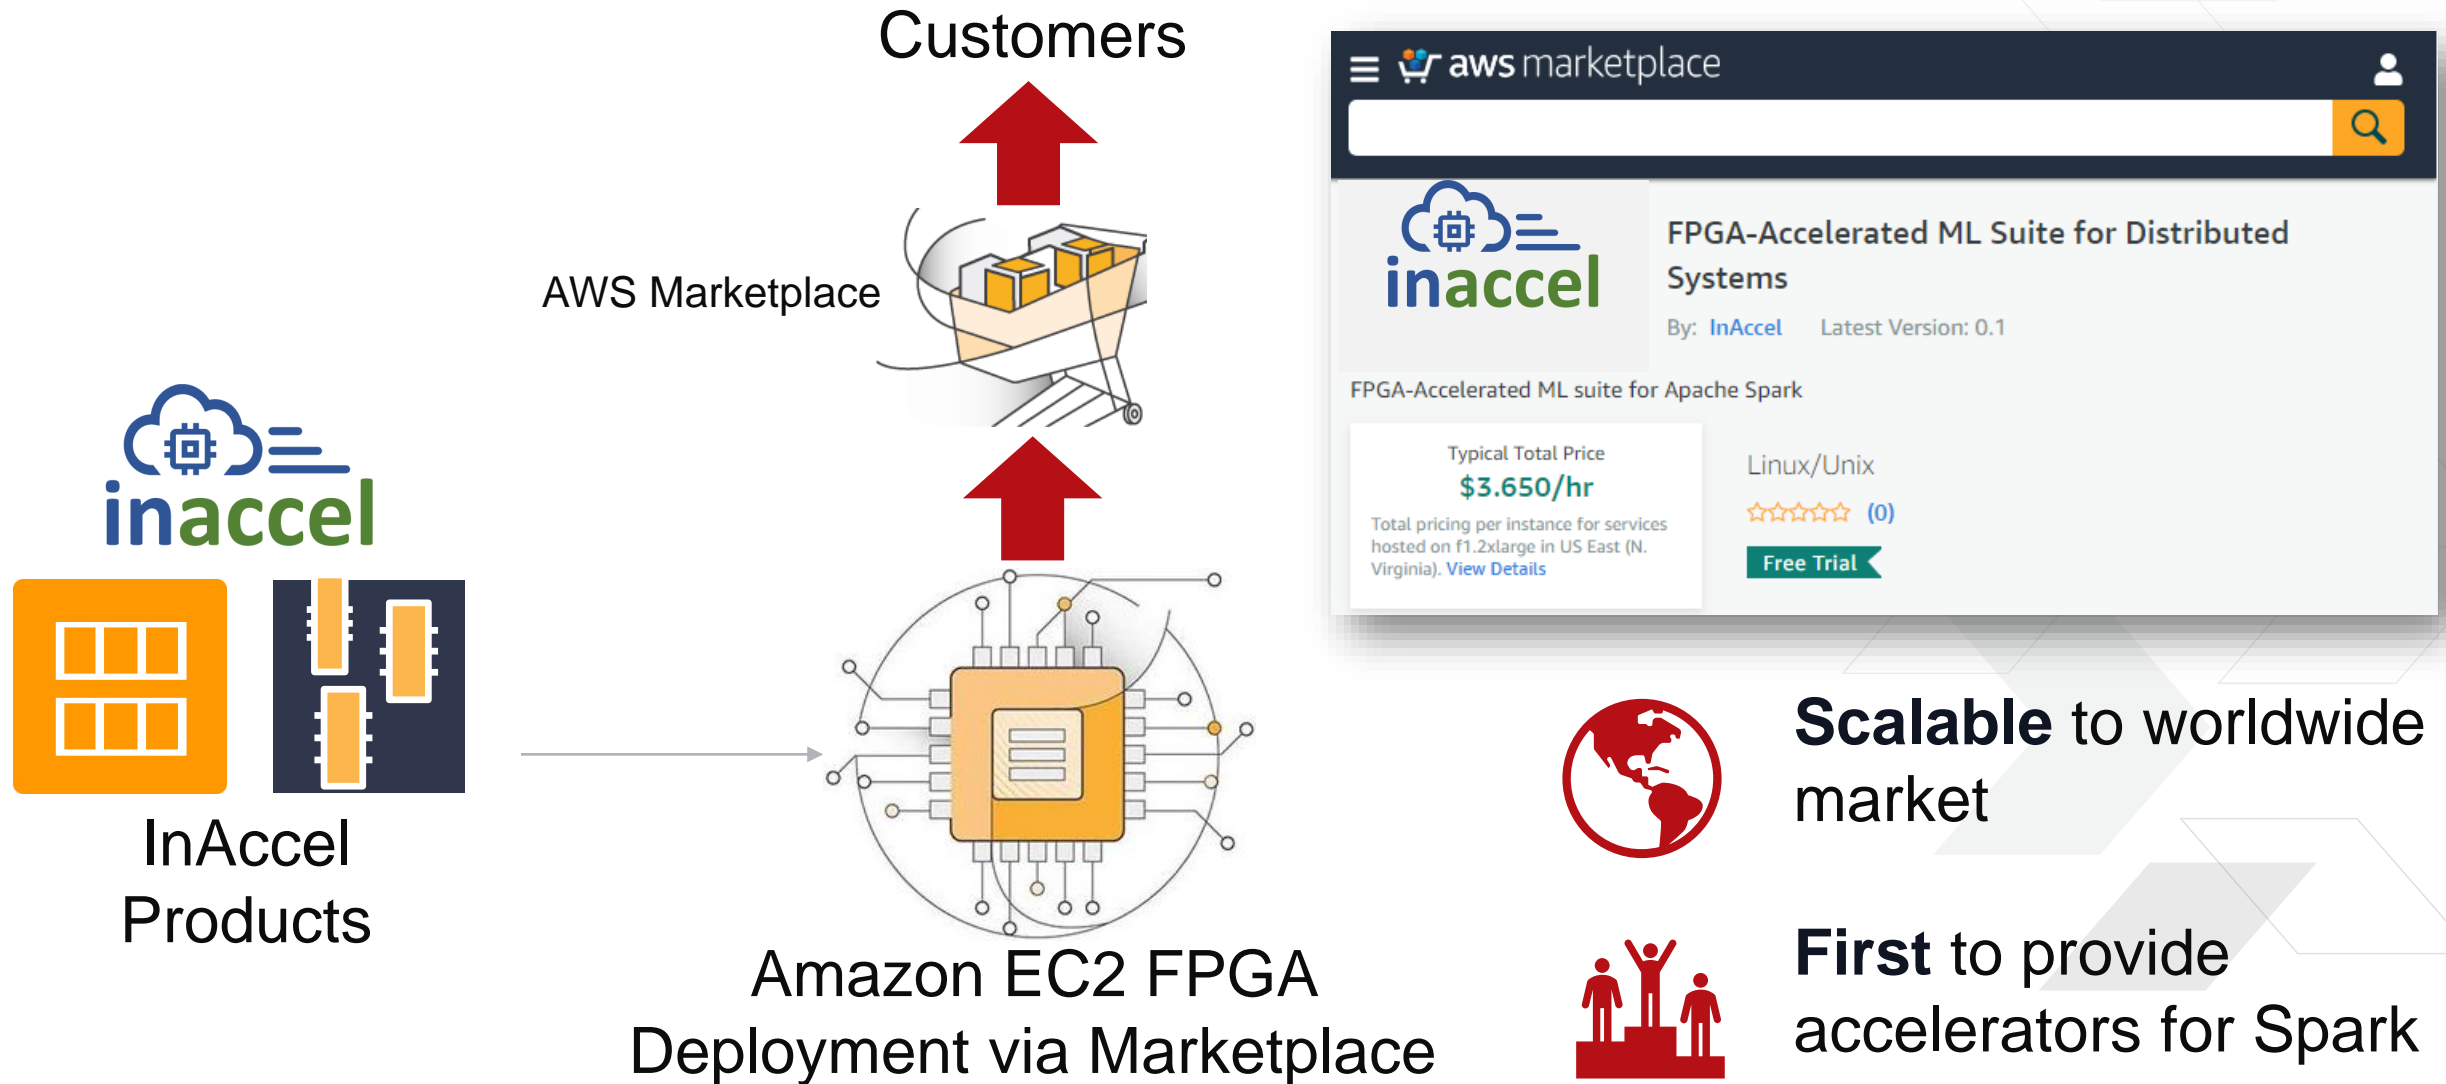 Customers
AWS Marketplace
inaccel
InAccel
Products
Amazon EC2 FPGA
Deployment via Marketplace
aws marketplace
inaccel
FPGA-Accelerated ML Suite for Distributed
Systems
By: InAccel Latest Version: 0.1
FPGA-Accelerated ML suite for Apache Spark
Typical Total Price
$3.650/hr
Total pricing per instance for services
hosted on f1.2xlarge in US East (N.
Virginia). View Details
Linux/Unix
(0)
Free Trial
Scalable to worldwide
market
First to provide
accelerators for Spark